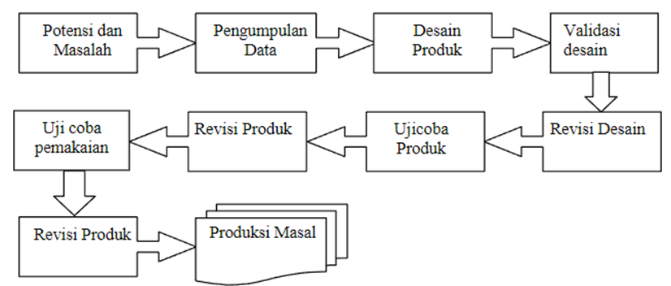 Potensi dan
Masalah
Pengumpulan
Data
Desain
Produk
Validasi
desain
Revisi Desain
Ujicoba
Produk
Revisi Produk
Uji coba
pemakaian
Revisi Produk
Produksi Masal